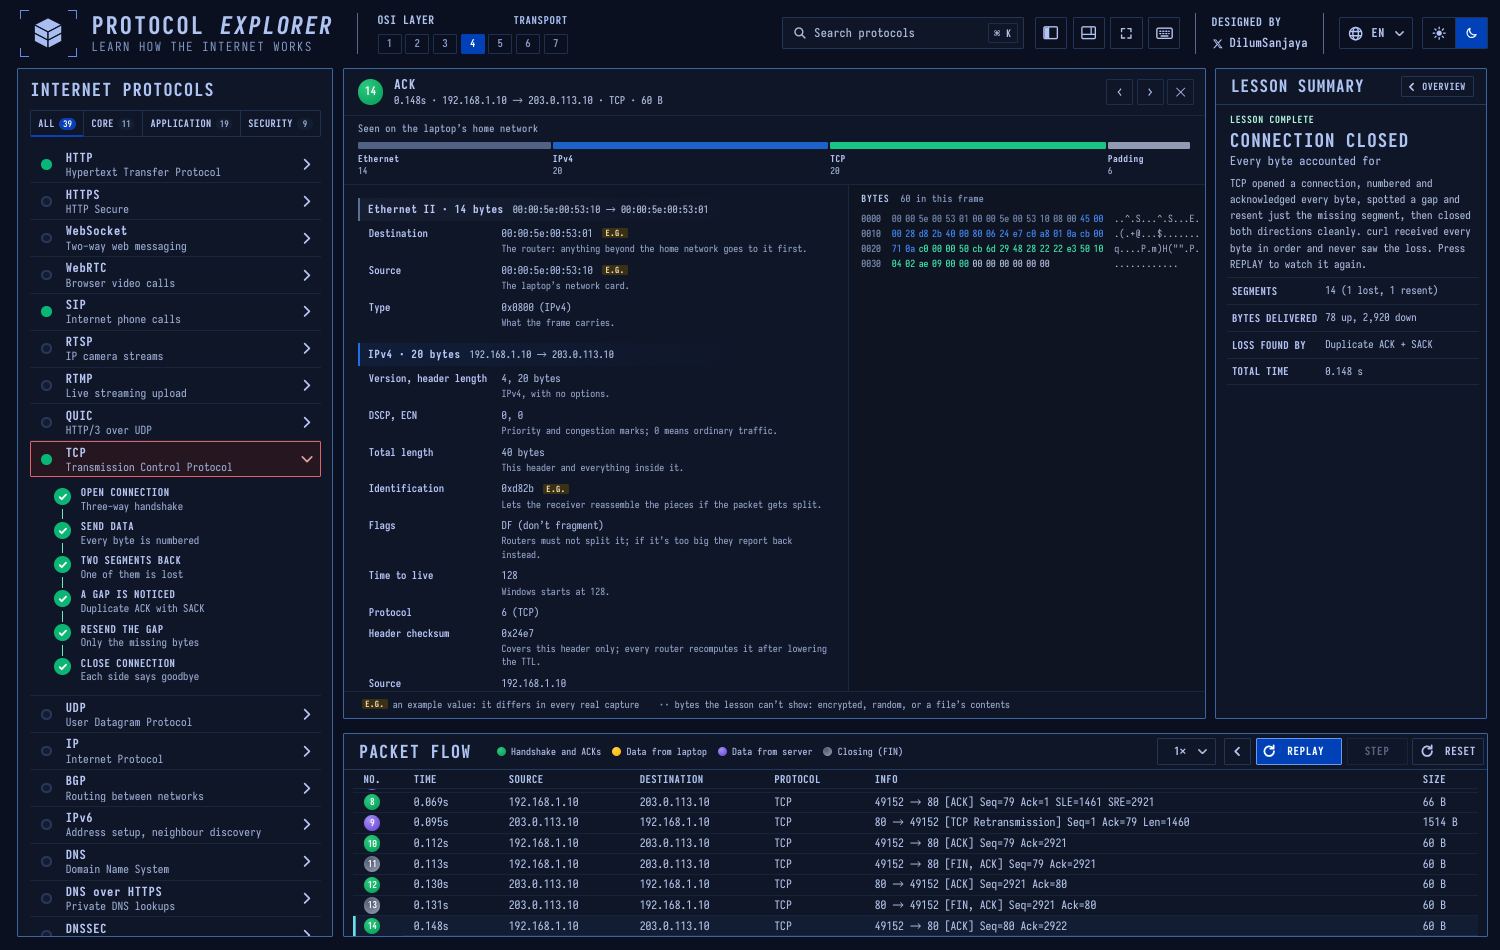 PROTOCOL EXPLORER
LEARN HOW THE INTERNET WORKS
OSI LAYER TRANSPORT
1 2 3 4 5 6 7
Search protocols ⌘ K
DESIGNED BY
DilumSanjaya
EN
INTERNET PROTOCOLS
ALL 39 CORE 11 APPLICATION 19 SECURITY 9
HTTP
Hypertext Transfer Protocol
HTTPS
HTTP Secure
WebSocket
Two-way web messaging
WebRTC
Browser video calls
SIP
Internet phone calls
RTSP
IP camera streams
RTMP
Live streaming upload
QUIC
HTTP/3 over UDP
TCP
Transmission Control Protocol
OPEN CONNECTION
Three-way handshake
SEND DATA
Every byte is numbered
TWO SEGMENTS BACK
One of them is lost
A GAP IS NOTICED
Duplicate ACK with SACK
RESEND THE GAP
Only the missing bytes
CLOSE CONNECTION
Each side says goodbye
UDP
User Datagram Protocol
IP
Internet Protocol
BGP
Routing between networks
IPv6
Address setup, neighbour discovery
DNS
Domain Name System
DNS over HTTPS
Private DNS lookups
DNSSEC
14 ACK
0.148s · 192.168.1.10 → 203.0.113.10 · TCP · 60 B
Seen on the laptop's home network
Ethernet IPv4 TCP Padding
14 20 20 6
Ethernet II · 14 bytes 00:00:5e:00:53:10 → 00:00:5e:00:53:01
Destination 00:00:5e:00:53:01 E.G.
The router: anything beyond the home network goes to it first.
Source 00:00:5e:00:53:10 E.G.
The laptop's network card.
Type 0x0800 (IPv4)
What the frame carries.
IPv4 · 20 bytes 192.168.1.10 → 203.0.113.10
Version, header length 4, 20 bytes
IPv4, with no options.
DSCP, ECN 0, 0
Priority and congestion marks; 0 means ordinary traffic.
Total length 40 bytes
This header and everything inside it.
Identification 0xd82b E.G.
Lets the receiver reassemble the pieces if the packet gets split.
Flags DF (don't fragment)
Routers must not split it; if it's too big they report back
instead.
Time to live 128
Windows starts at 128.
Protocol 6 (TCP)
Header checksum 0x24e7
Covers this header only; every router recomputes it after lowering
the TTL.
Source 192.168.1.10
BYTES 60 in this frame
0000 00 00 5e 00 53 01 00 00 5e 00 53 10 08 00 45 00 ..^.S...^.S...E.
0010 00 28 d8 2b 40 00 80 06 24 e7 c0 a8 01 0a cb 00 .(.+@...$.......
0020 71 0a c0 00 00 50 cb 6d 29 48 28 22 22 e3 50 10 q....P.m)H("".P.
0030 04 02 ae 09 00 00 00 00 00 00 00 00 ............
E.G. an example value: it differs in every real capture ·· bytes the lesson can't show: encrypted, random, or a file's contents
LESSON SUMMARY OVERVIEW
LESSON COMPLETE
CONNECTION CLOSED
Every byte accounted for
TCP opened a connection, numbered and
acknowledged every byte, spotted a gap and
resent just the missing segment, then closed
both directions cleanly. curl received every
byte in order and never saw the loss. Press
REPLAY to watch it again.
SEGMENTS 14 (1 lost, 1 resent)
BYTES DELIVERED 78 up, 2,920 down
LOSS FOUND BY Duplicate ACK + SACK
TOTAL TIME 0.148 s
PACKET FLOW Handshake and ACKs Data from laptop Data from server Closing (FIN) 1× REPLAY STEP RESET
NO. TIME SOURCE DESTINATION PROTOCOL INFO SIZE
8 0.069s 192.168.1.10 203.0.113.10 TCP 49152 → 80 [ACK] Seq=79 Ack=1 SLE=1461 SRE=2921 66 B
9 0.095s 203.0.113.10 192.168.1.10 TCP 80 → 49152 [TCP Retransmission] Seq=1 Ack=79 Len=1460 1514 B
10 0.112s 192.168.1.10 203.0.113.10 TCP 49152 → 80 [ACK] Seq=79 Ack=2921 60 B
11 0.113s 192.168.1.10 203.0.113.10 TCP 49152 → 80 [FIN, ACK] Seq=79 Ack=2921 60 B
12 0.130s 203.0.113.10 192.168.1.10 TCP 80 → 49152 [ACK] Seq=2921 Ack=80 60 B
13 0.131s 203.0.113.10 192.168.1.10 TCP 80 → 49152 [FIN, ACK] Seq=2921 Ack=80 60 B
14 0.148s 192.168.1.10 203.0.113.10 TCP 49152 → 80 [ACK] Seq=80 Ack=2922 60 B